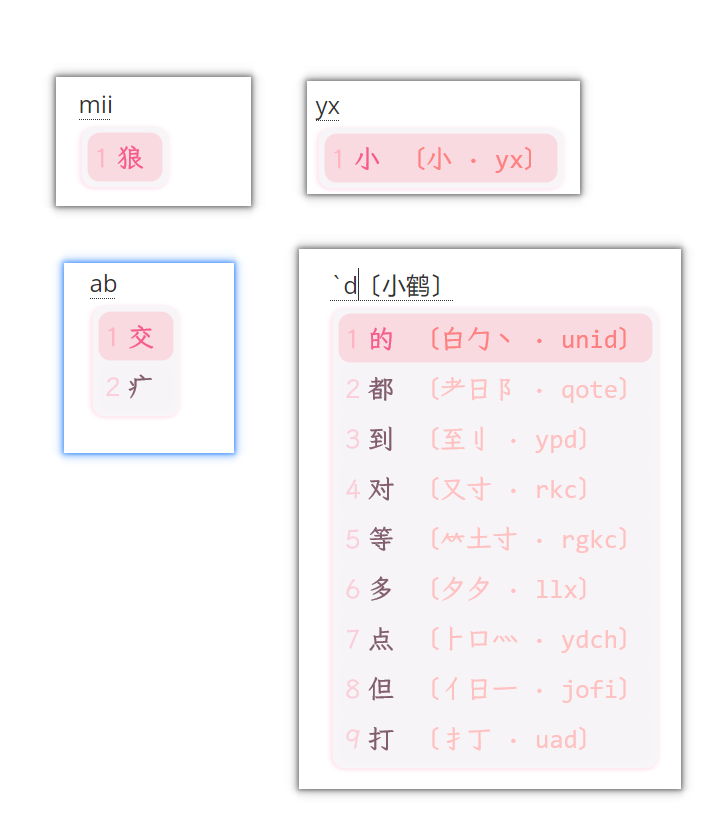 mii
1 狼
yx
1 小 〔小 · yx〕
ab
1 交
2 疒
`d〔小鹤〕
1 的 〔白勹丶 · unid〕
2 都 〔耂日阝 · qote〕
3 到 〔至刂 · ypd〕
4 对 〔又寸 · rkc〕
5 等 〔⺮土寸 · rgkc〕
6 多 〔夕夕 · llx〕
7 点 〔⺊口灬 · ydch〕
8 但 〔亻日一 · jofi〕
9 打 〔扌丁 · uad〕